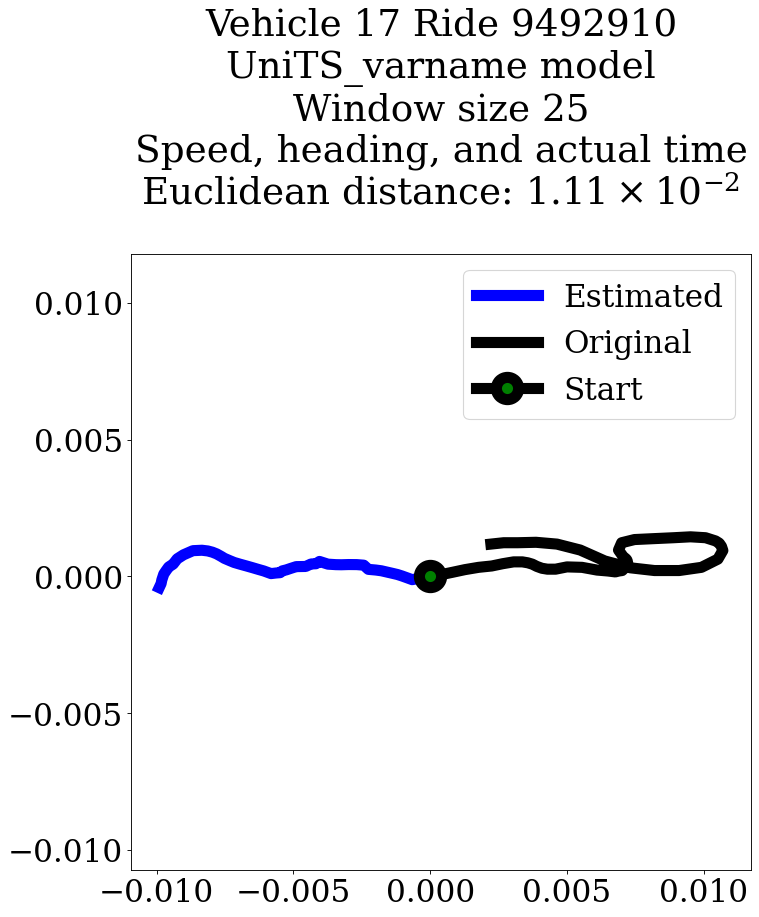 Vehicle 17 Ride 9492910
UniTS_varname model
Window size 25
Speed, heading, and actual time
Euclidean distance: 1.11 × 10⁻²
Estimated
Original
Start
0.010
0.005
0.000
−0.005
−0.010
−0.010 −0.005 0.000 0.005 0.010